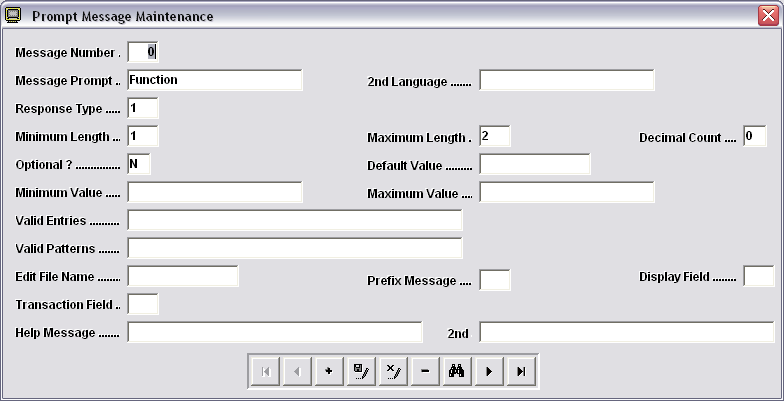 Prompt Message Maintenance
Message Number . 0
Message Prompt .. Function 2nd Language .......
Response Type ..... 1
Minimum Length ... 1 Maximum Length . 2 Decimal Count .... 0
Optional ? ............... N Default Value .........
Minimum Value ..... Maximum Value ....
Valid Entries ..........
Valid Patterns .......
Edit File Name ........ Prefix Message .... Display Field ........
Transaction Field ..
Help Message ....... 2nd